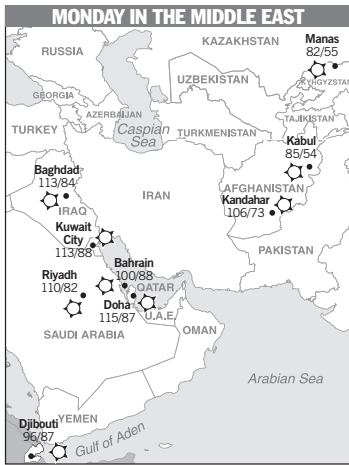 MONDAY IN THE MIDDLE EAST
KAZAKHSTAN
Manas
82/55
RUSSIA
UZBEKISTAN
KYRGYZSTAN
GEORGIA
AZERBAIJAN
TAJIKISTAN
TURKEY
Caspian
Sea
TURKMENISTAN
Kabul
85/54
Baghdad
113/84
IRAN
AFGHANISTAN
Kandahar
106/73
IRAQ
Kuwait
City
113/88
PAKISTAN
Bahrain
100/88
Riyadh
110/82
QATAR
Doha
115/87
U.A.E.
OMAN
SAUDI ARABIA
Arabian Sea
YEMEN
Djibouti
96/87
Gulf of Aden